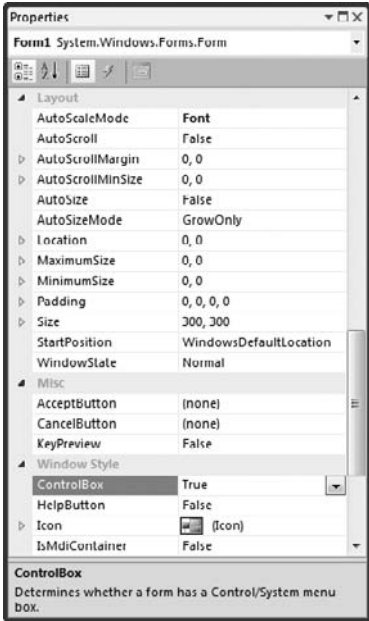 Properties
Form1 System.Windows.Forms.Form
Layout
AutoScaleMode Font
AutoScroll False
AutoScrollMargin 0, 0
AutoScrollMinSize 0, 0
AutoSize False
AutoSizeMode GrowOnly
Location 0, 0
MaximumSize 0, 0
MinimumSize 0, 0
Padding 0, 0, 0, 0
Size 300, 300
StartPosition WindowsDefaultLocation
WindowState Normal
Misc
AcceptButton (none)
CancelButton (none)
KeyPreview False
Window Style
ControlBox True
HelpButton False
Icon (Icon)
IsMdiContainer False
ControlBox
Determines whether a form has a Control/System menu
box.